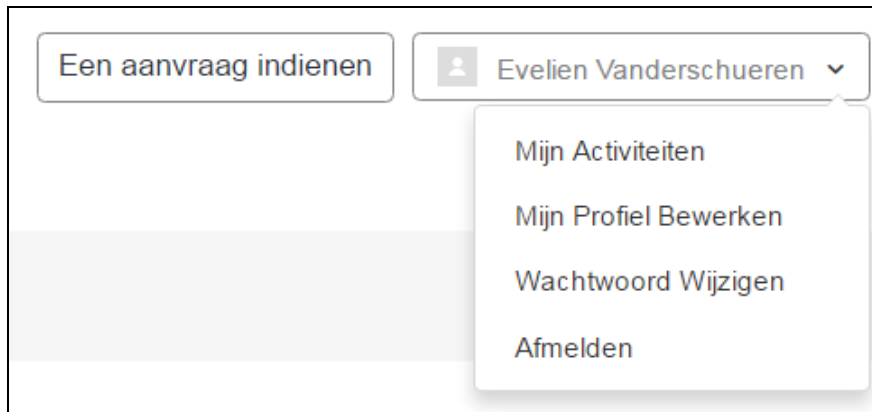 Een aanvraag indienen
Evelien Vanderschueren
Mijn Activiteiten
Mijn Profiel Bewerken
Wachtwoord Wijzigen
Afmelden